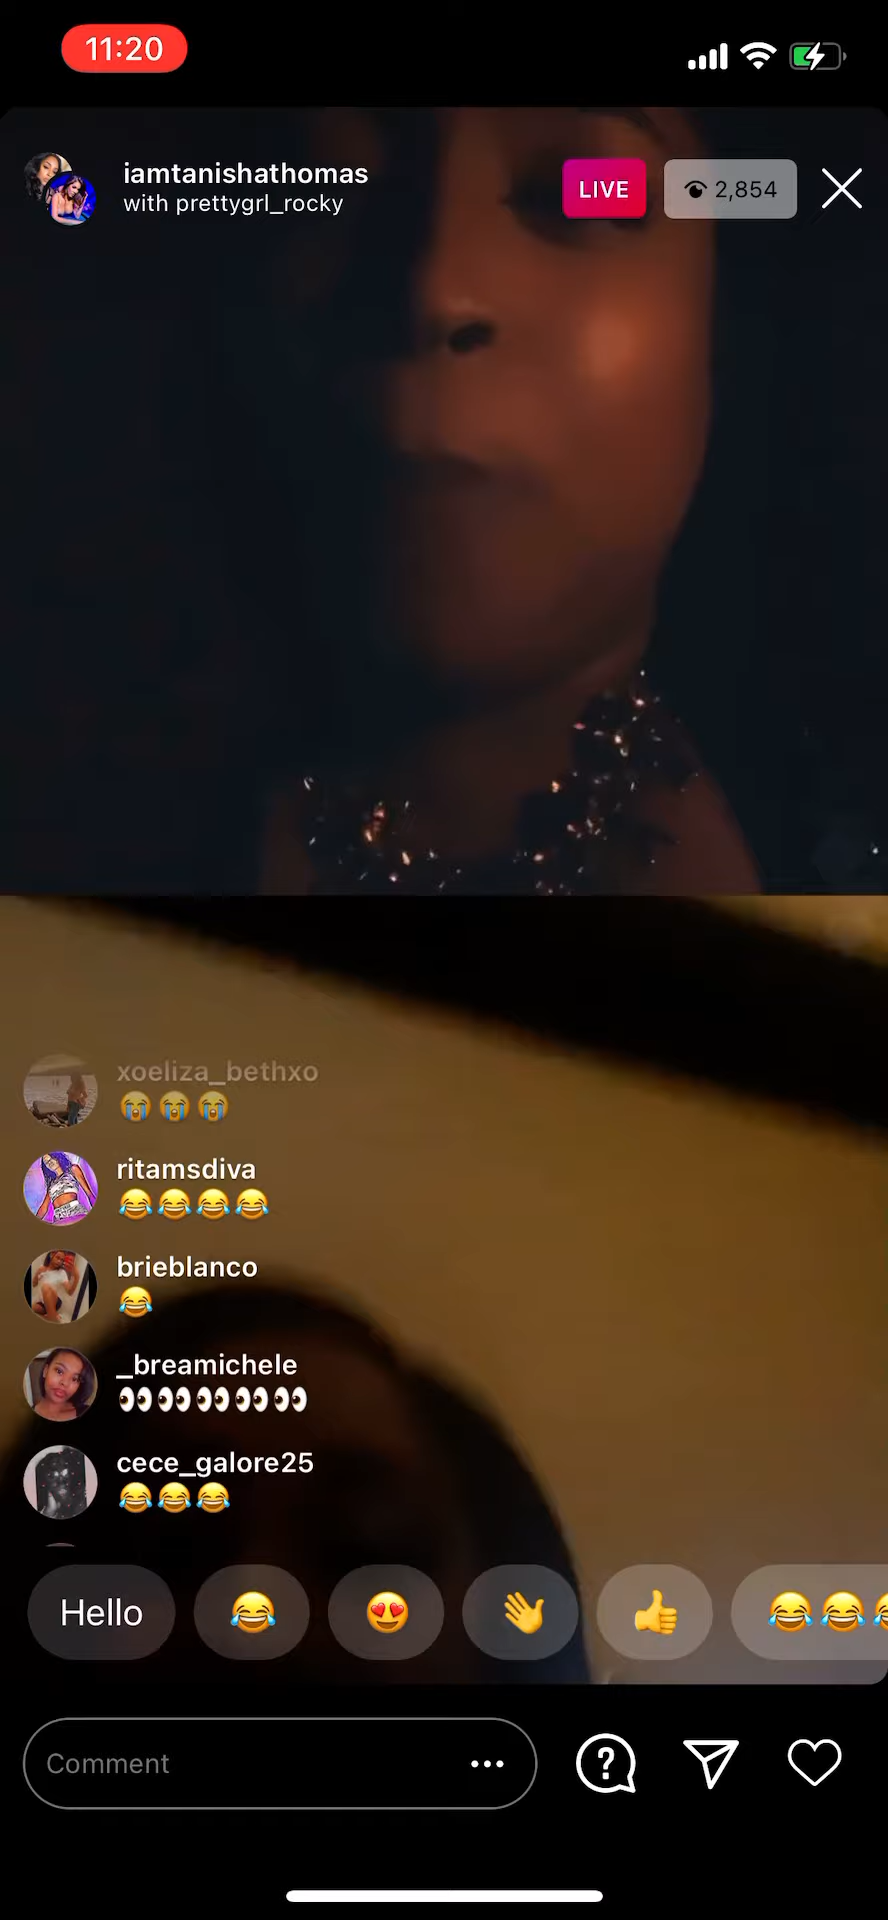 11:20
iamtanishathomas
with prettygrl_rocky
LIVE
2,854
xoeliza_bethxo
😭😭😭
ritamsdiva
😂😂😂😂
brieblanco
😂
_breamichele
👀👀👀👀👀
cece_galore25
😂😂😂
Hello 😂 😍 👋 👍 😂😂😂
Comment